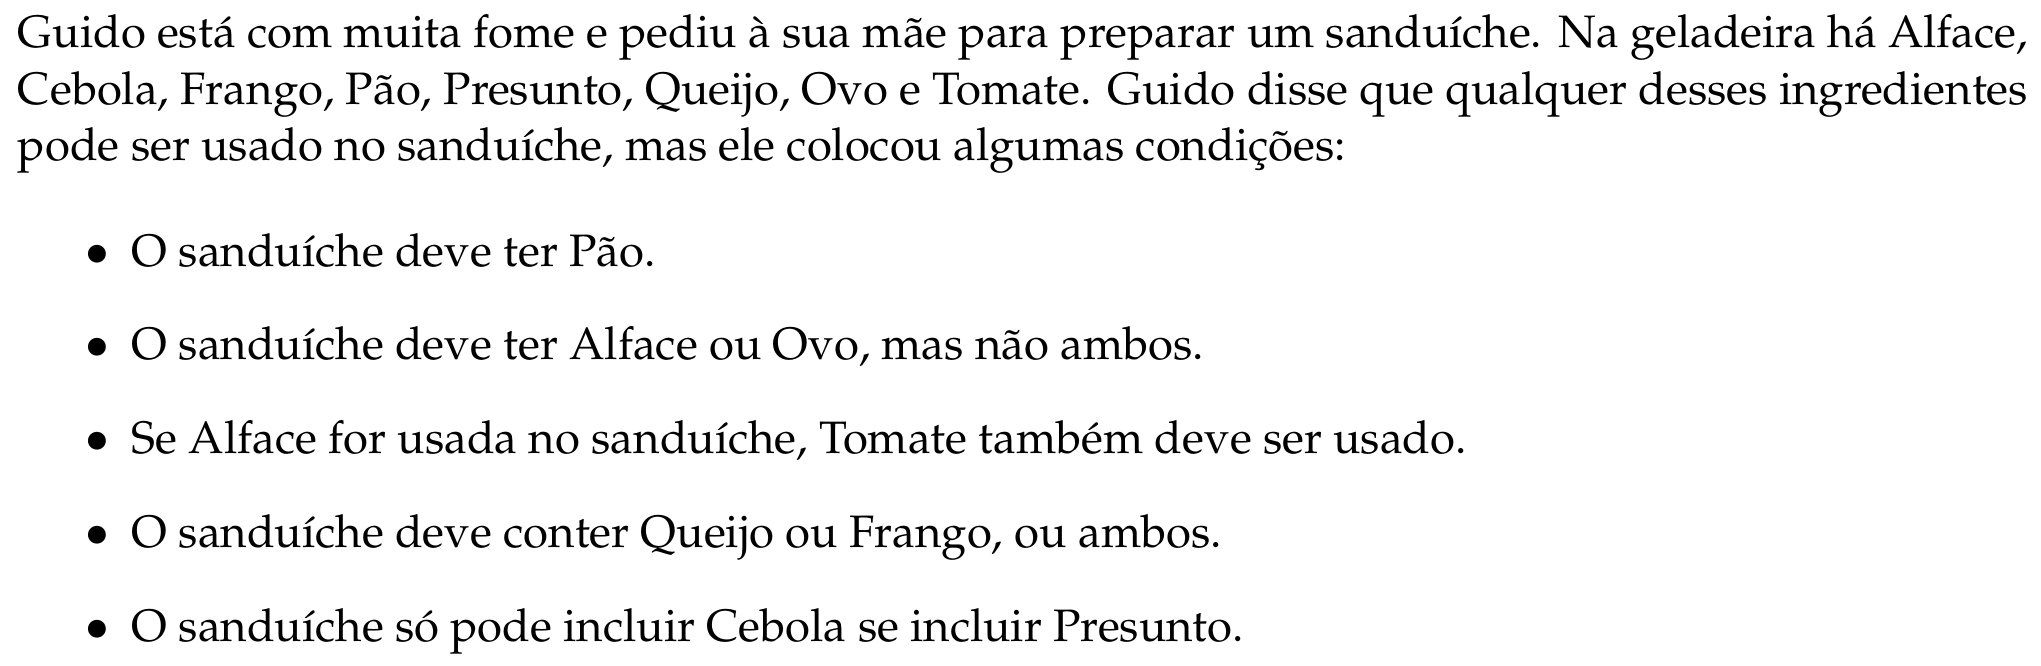 Guido está com muita fome e pediu à sua mãe para preparar um sanduíche. Na geladeira há Alface,
Cebola, Frango, Pão, Presunto, Queijo, Ovo e Tomate. Guido disse que qualquer desses ingredientes
pode ser usado no sanduíche, mas ele colocou algumas condições:
• O sanduíche deve ter Pão.
• O sanduíche deve ter Alface ou Ovo, mas não ambos.
• Se Alface for usada no sanduíche, Tomate também deve ser usado.
• O sanduíche deve conter Queijo ou Frango, ou ambos.
• O sanduíche só pode incluir Cebola se incluir Presunto.